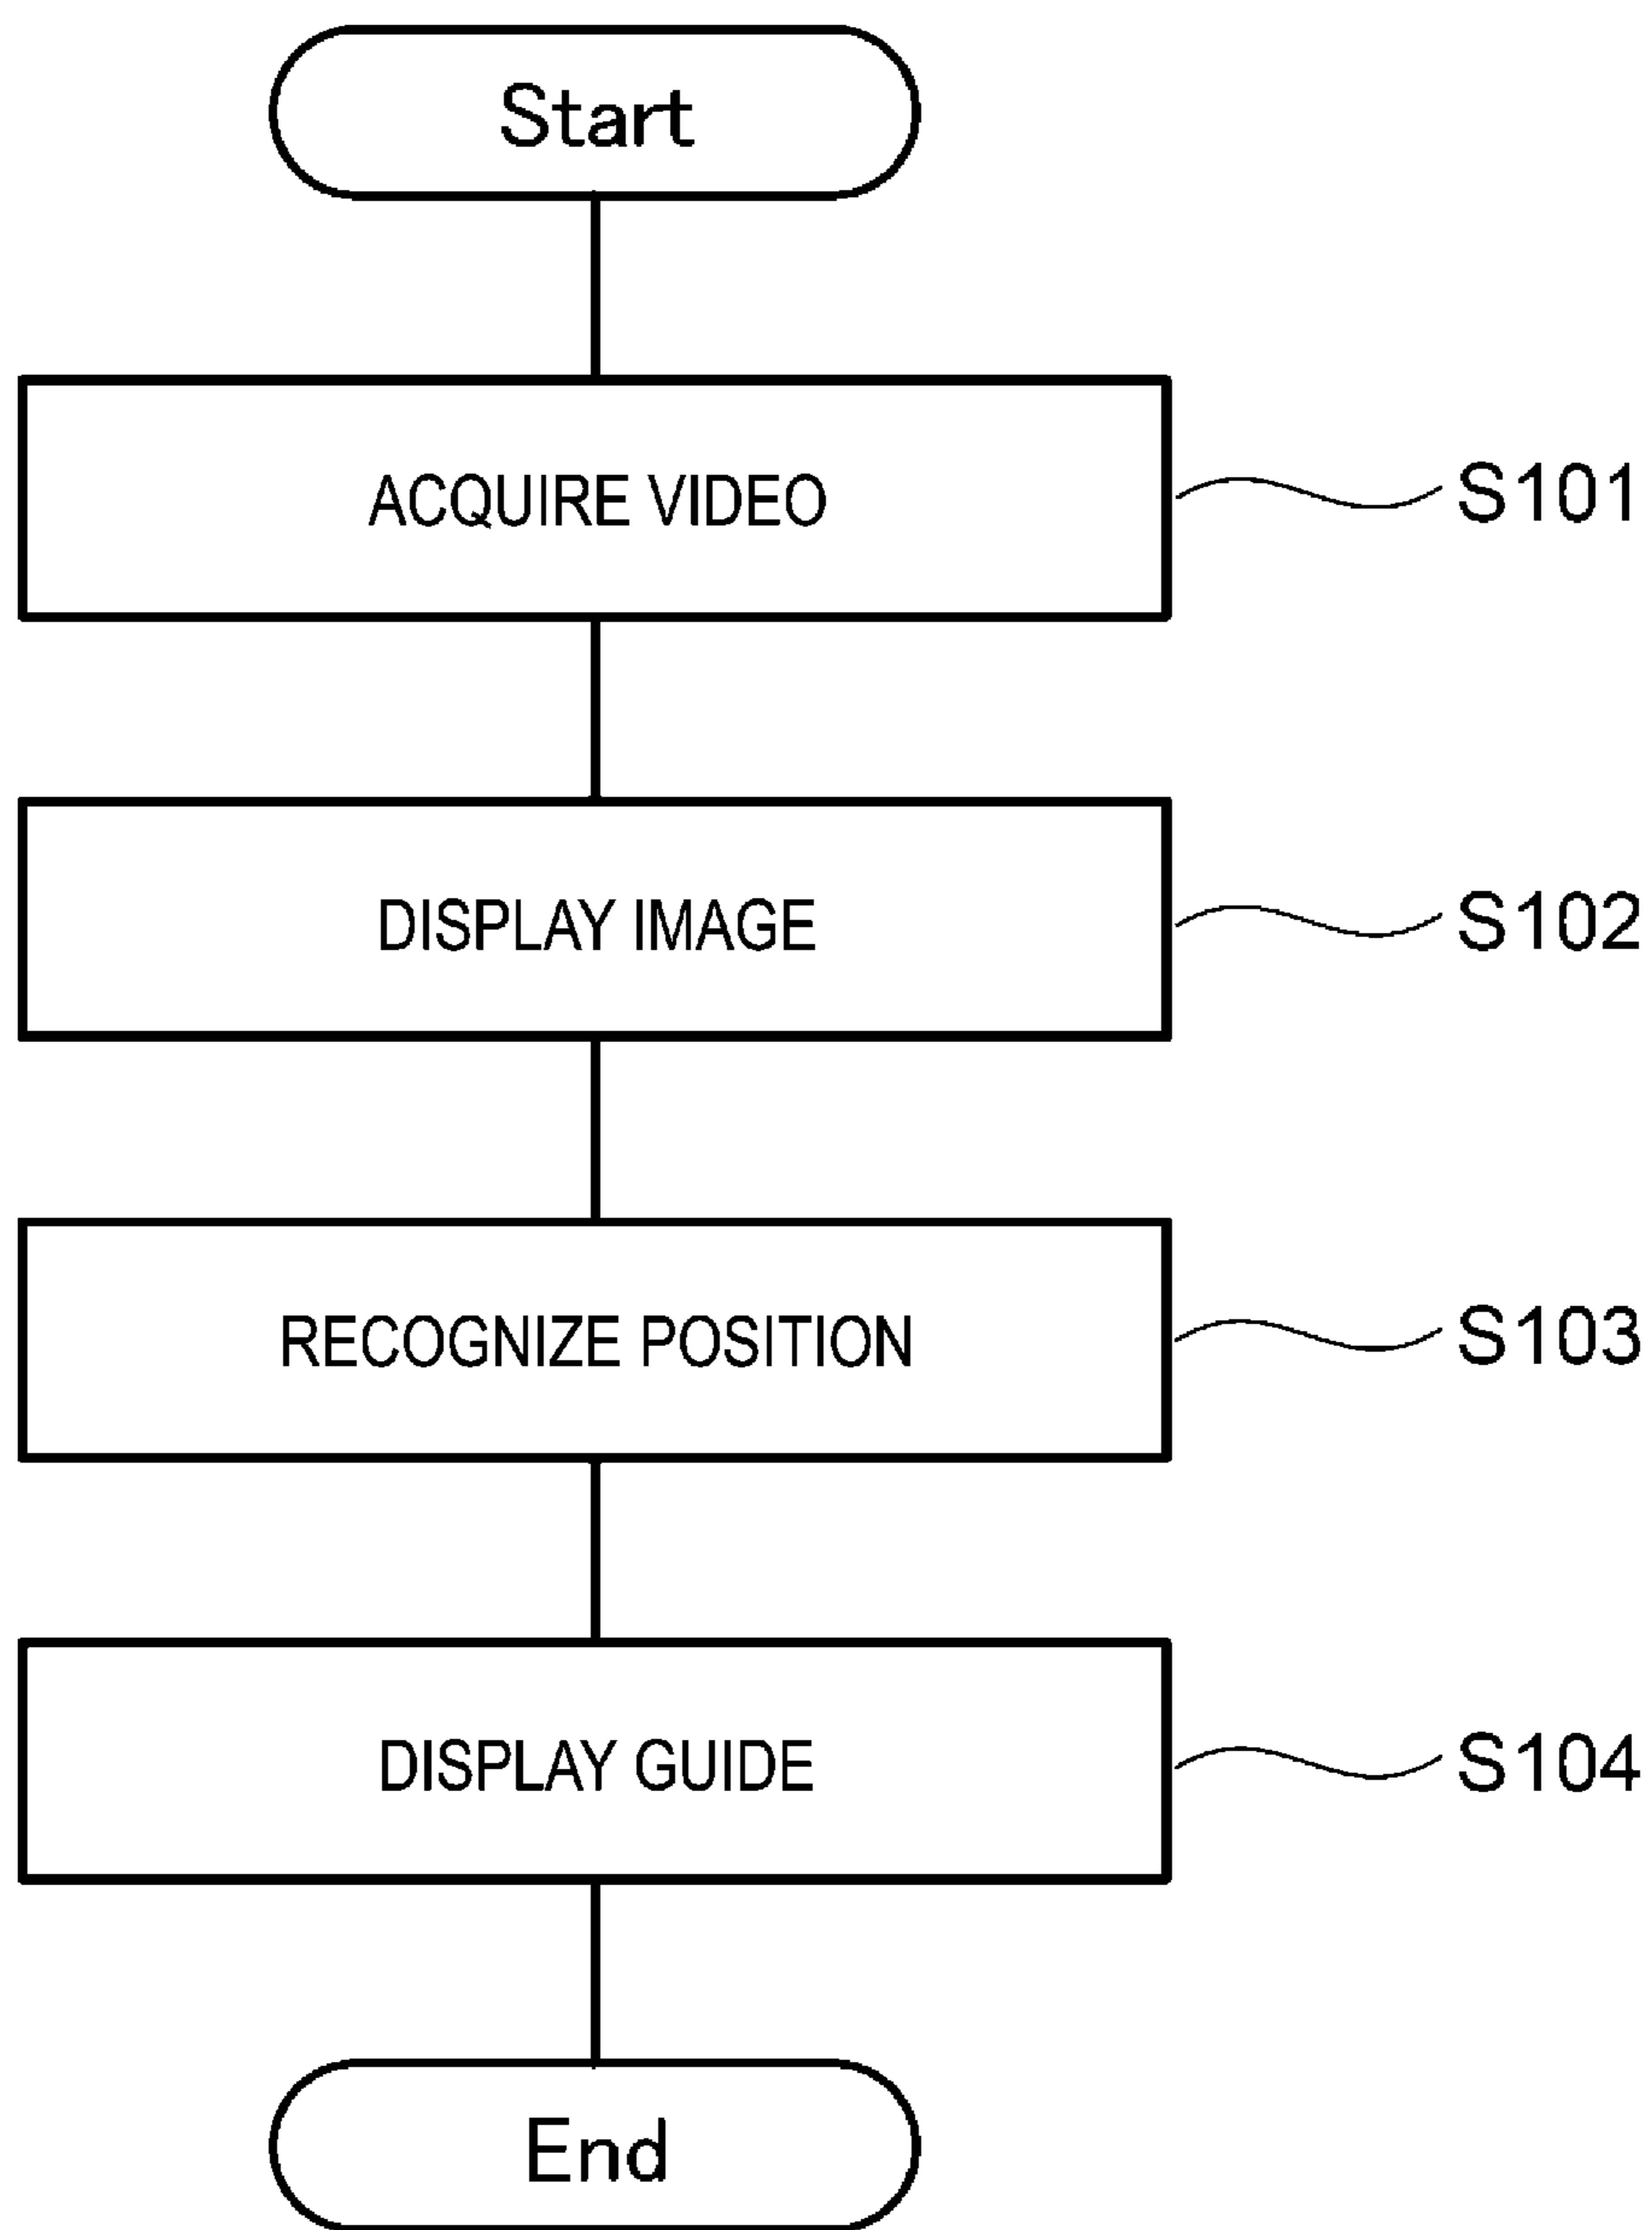 Start
ACQUIRE VIDEO
S101
DISPLAY IMAGE
S102
RECOGNIZE POSITION
S103
DISPLAY GUIDE
S104
End